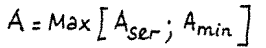 A = Max [ A_ser ; A_min ]